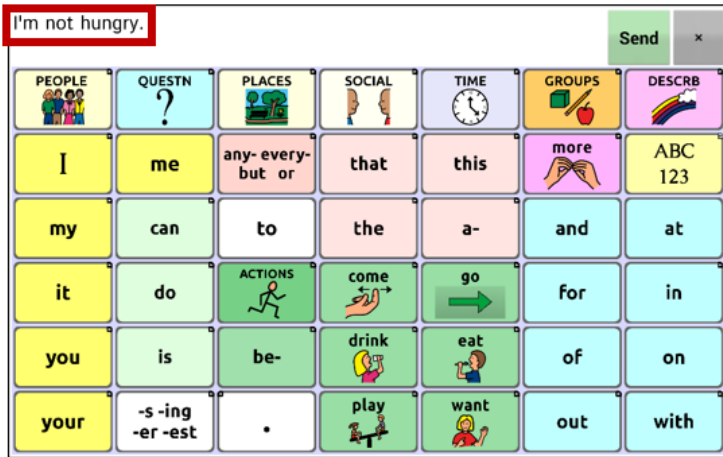 I'm not hungry.
Send ×
PEOPLE QUESTN PLACES SOCIAL TIME GROUPS DESCRB
?
I me any- every- that this more ABC
but or 123
my can to the a- and at
it do ACTIONS come go for in
you is be- drink eat of on
your -s -ing . play want out with
-er -est